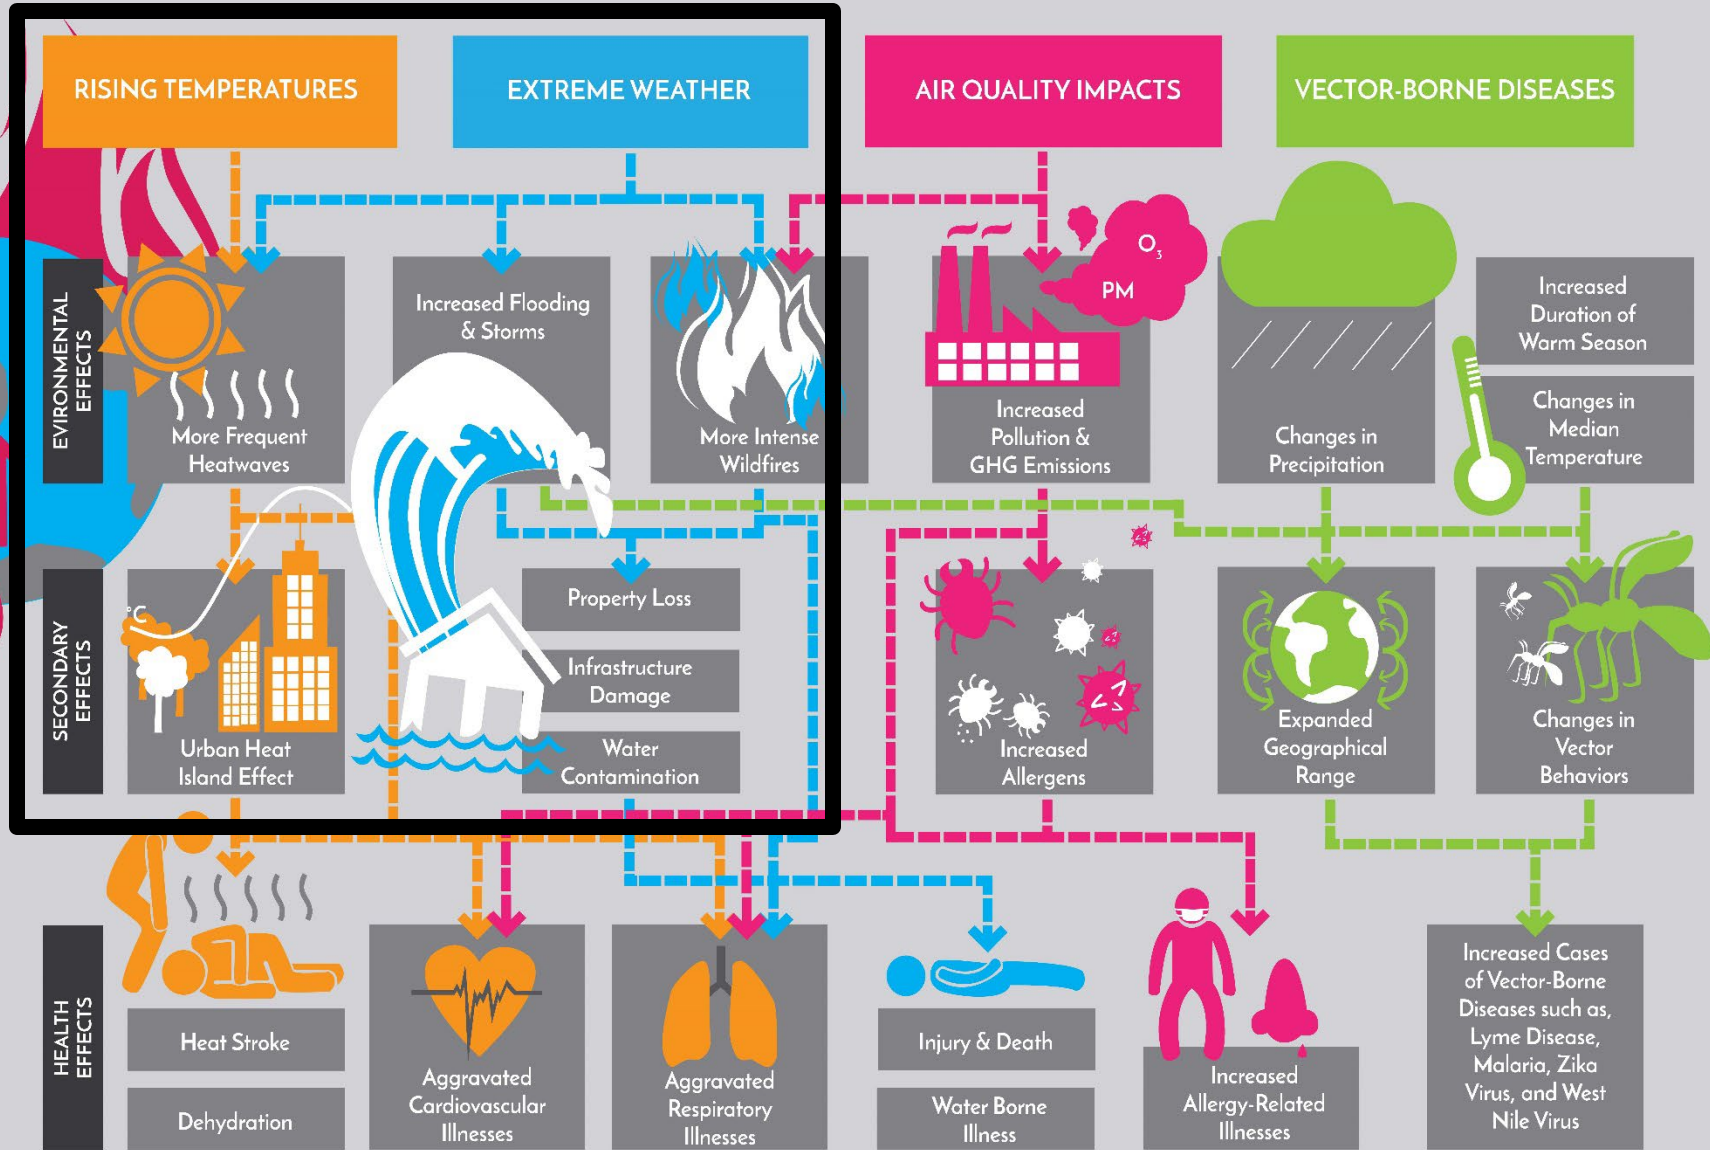 RISING TEMPERATURES
EXTREME WEATHER
AIR QUALITY IMPACTS
VECTOR-BORNE DISEASES
EVIRONMENTAL
EFFECTS
More Frequent
Heatwaves
Increased Flooding
& Storms
More Intense
Wildfires
O3
PM
Increased
Pollution &
GHG Emissions
Changes in
Precipitation
Increased
Duration of
Warm Season
Changes in
Median
Temperature
SECONDARY
EFFECTS
°C
Urban Heat
Island Effect
Property Loss
Infrastructure
Damage
Water
Contamination
Increased
Allergens
Expanded
Geographical
Range
Changes in
Vector
Behaviors
HEALTH
EFFECTS
Heat Stroke
Dehydration
Aggravated
Cardiovascular
Illnesses
Aggravated
Respiratory
Illnesses
Injury & Death
Water Borne
Illness
Increased
Allergy-Related
Illnesses
Increased Cases
of Vector-Borne
Diseases such as,
Lyme Disease,
Malaria, Zika
Virus, and West
Nile Virus